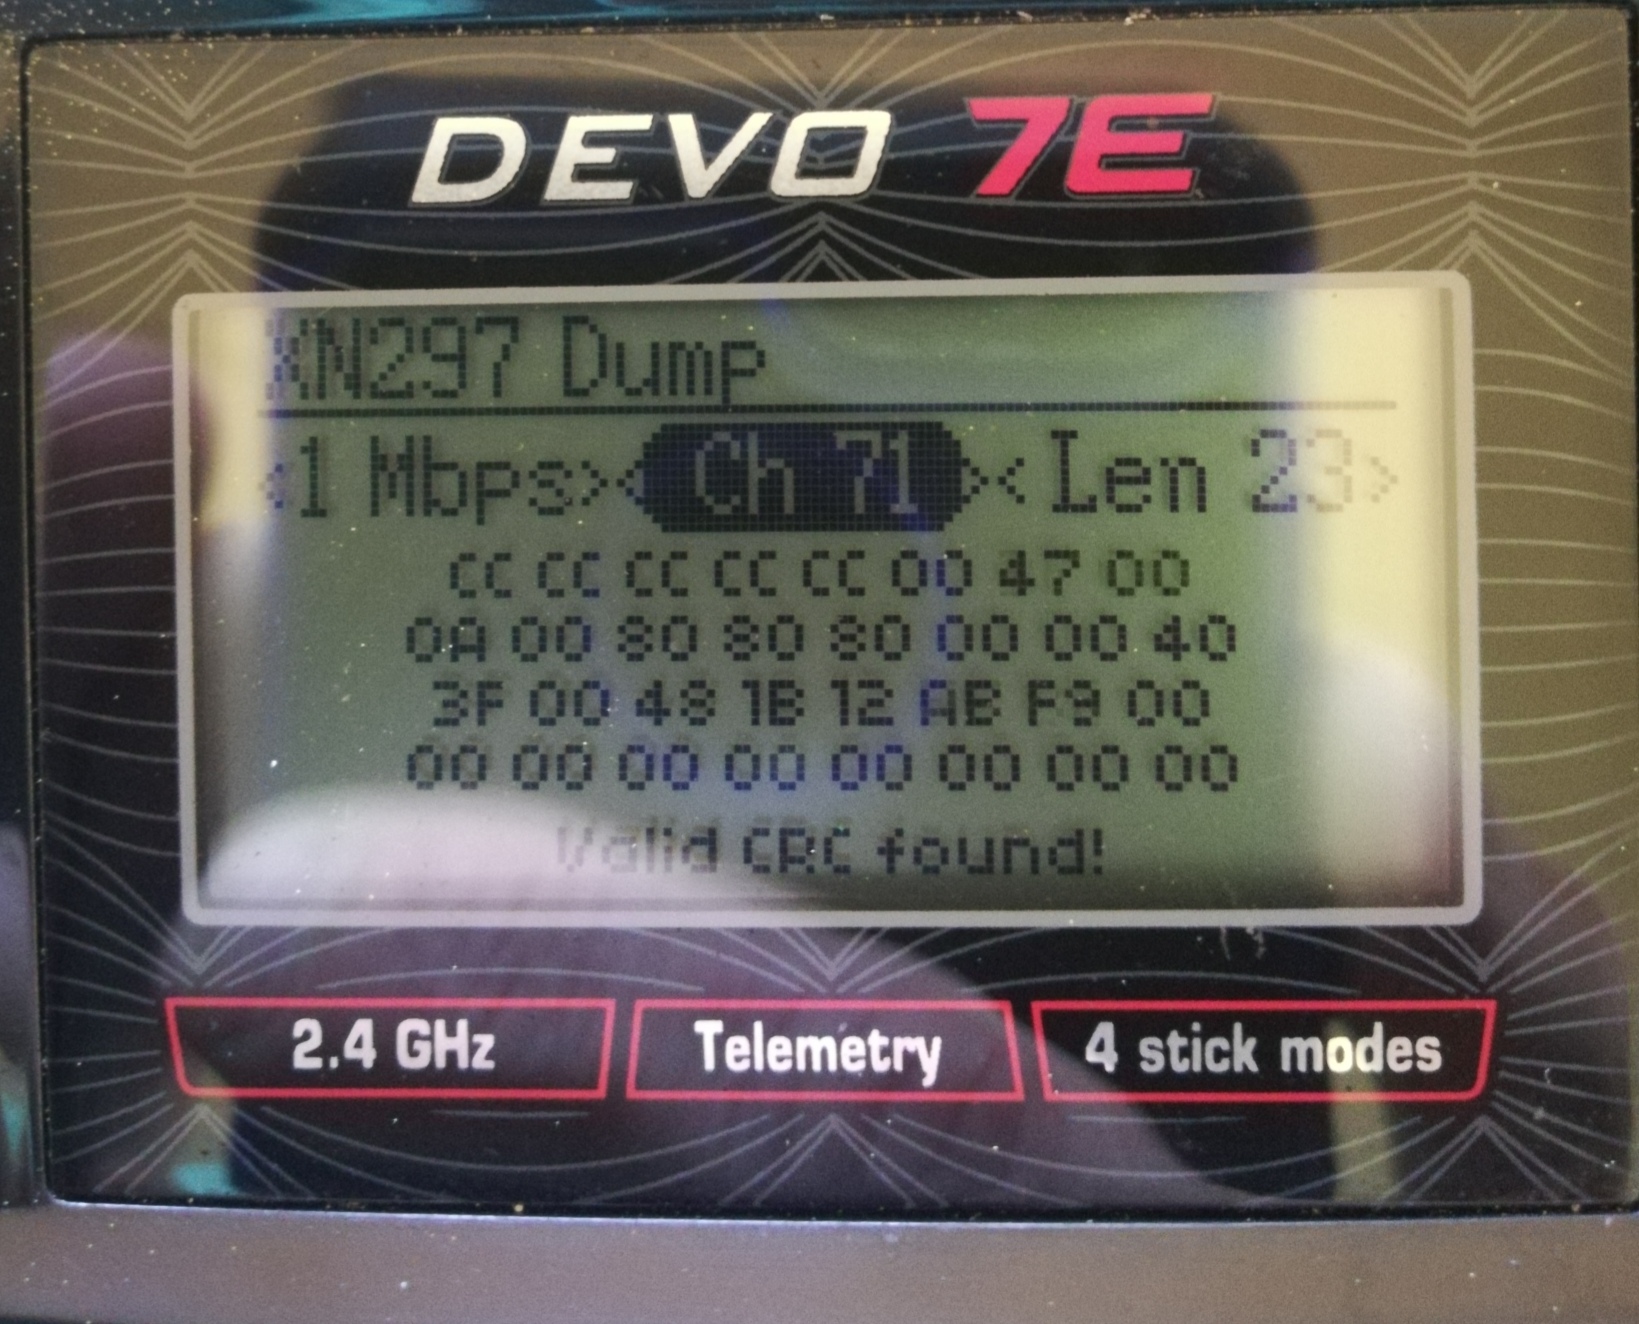 DEVO 7E
XN297 Dump
<1 Mbps>< Ch 71 >< Len 23>
CC CC CC CC CC 00 47 00
0A 00 80 80 80 00 00 40
3F 00 48 1B 12 AB F9 00
00 00 00 00 00 00 00 00
Valid CRC found!
2.4 GHz Telemetry 4 stick modes